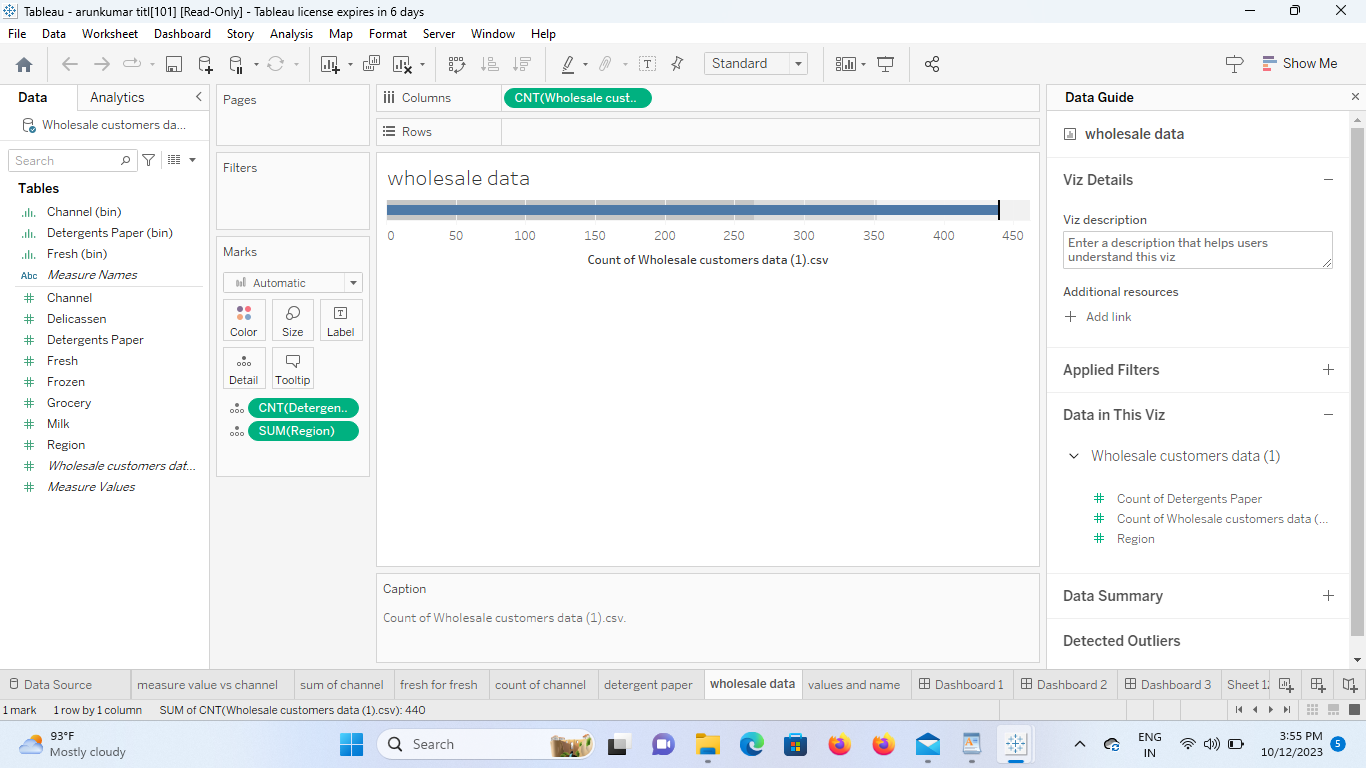 Tableau - arunkumar titl[101] [Read-Only] - Tableau license expires in 6 days
File Data Worksheet Dashboard Story Analysis Map Format Server Window Help
Standard
Show Me
Data Analytics
Wholesale customers da...
Search
Tables
Channel (bin)
Detergents Paper (bin)
Fresh (bin)
Abc Measure Names
Channel
Delicassen
Detergents Paper
Fresh
Frozen
Grocery
Milk
Region
Wholesale customers dat...
Measure Values
Pages
Filters
Marks
Automatic
Color Size Label
Detail Tooltip
CNT(Detergen..
SUM(Region)
Columns CNT(Wholesale cust..
Rows
wholesale data
0 50 100 150 200 250 300 350 400 450
Count of Wholesale customers data (1).csv
Caption
Count of Wholesale customers data (1).csv.
Data Guide
wholesale data
Viz Details
Viz description
Enter a description that helps users
understand this viz
Additional resources
Add link
Applied Filters
Data in This Viz
Wholesale customers data (1)
Count of Detergents Paper
Count of Wholesale customers data (...
Region
Data Summary
Detected Outliers
Data Source measure value vs channel sum of channel fresh for fresh count of channel detergent paper wholesale data values and name Dashboard 1 Dashboard 2 Dashboard 3 Sheet 12
1 mark 1 row by 1 column SUM of CNT(Wholesale customers data (1).csv): 440
93°F
Mostly cloudy
Search
ENG
IN
3:55 PM
10/12/2023
5